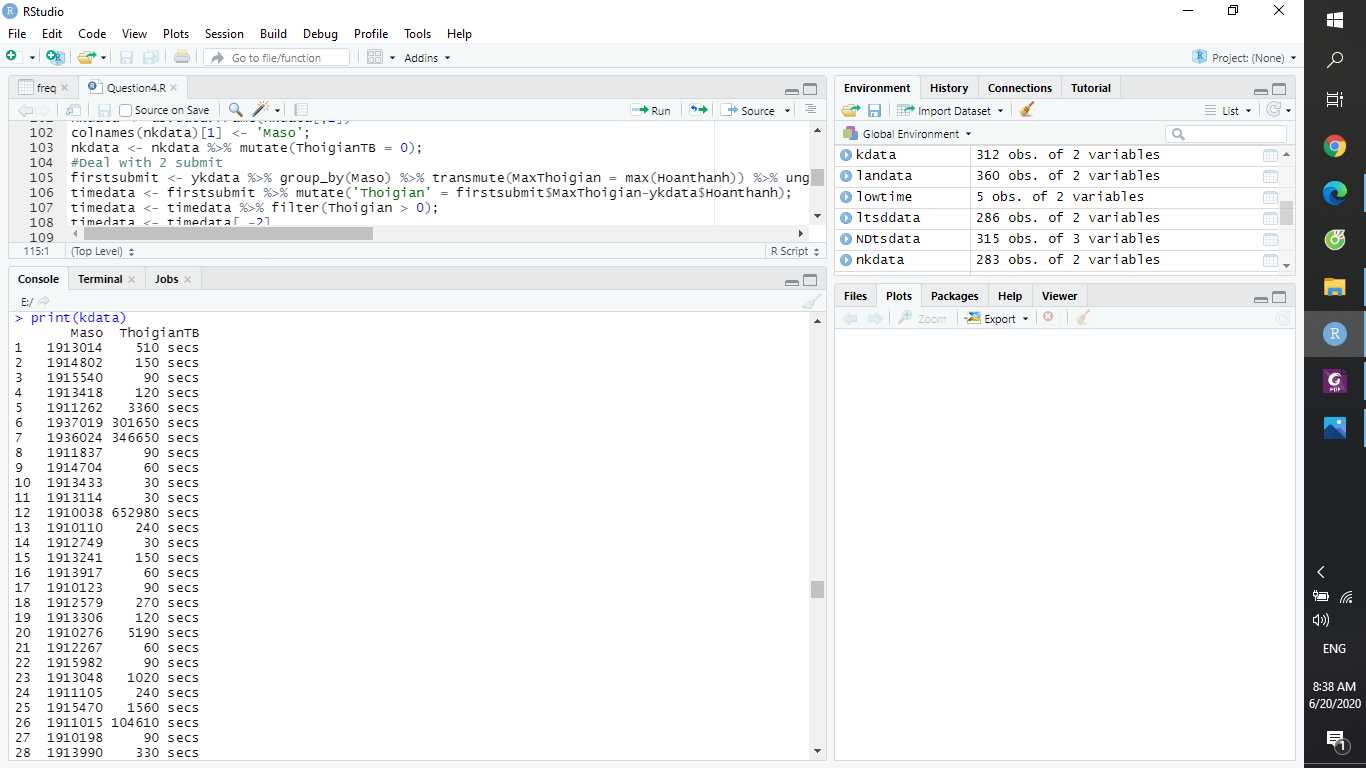 RStudio
File Edit Code View Plots Session Build Debug Profile Tools Help
Go to file/function Addins Project: (None)
freq Question4.R
Source on Save Run Source
102 colnames(nkdata)[1] <- 'Maso';
103 nkdata <- nkdata %>% mutate(ThoigianTB = 0);
104 #Deal with 2 submit
105 firstsubmit <- ykdata %>% group_by(Maso) %>% transmute(MaxThoigian = max(Hoanthanh)) %>% ung
106 timedata <- firstsubmit %>% mutate('Thoigian' = firstsubmit$MaxThoigian-ykdata$Hoanthanh);
107 timedata <- timedata %>% filter(Thoigian > 0);
108 timedata <- timedata[ -2]
109
115:1 (Top Level) R Script
Console Terminal Jobs
E:/
> print(kdata)
Maso ThoigianTB
1 1913014 510 secs
2 1914802 150 secs
3 1915540 90 secs
4 1913418 120 secs
5 1911262 3360 secs
6 1937019 301650 secs
7 1936024 346650 secs
8 1911837 90 secs
9 1914704 60 secs
10 1913433 30 secs
11 1913114 30 secs
12 1910038 652980 secs
13 1910110 240 secs
14 1912749 30 secs
15 1913241 150 secs
16 1913917 60 secs
17 1910123 90 secs
18 1912579 270 secs
19 1913306 120 secs
20 1910276 5190 secs
21 1912267 60 secs
22 1915982 90 secs
23 1913048 1020 secs
24 1911105 240 secs
25 1915470 1560 secs
26 1911015 104610 secs
27 1910198 90 secs
28 1913990 330 secs
Environment History Connections Tutorial
Import Dataset List
Global Environment
kdata 312 obs. of 2 variables
landata 360 obs. of 2 variables
lowtime 5 obs. of 2 variables
ltsddata 286 obs. of 2 variables
NDtsdata 315 obs. of 3 variables
nkdata 283 obs. of 2 variables
Files Plots Packages Help Viewer
Zoom Export
R
PDF
ENG
8:38 AM
6/20/2020
1